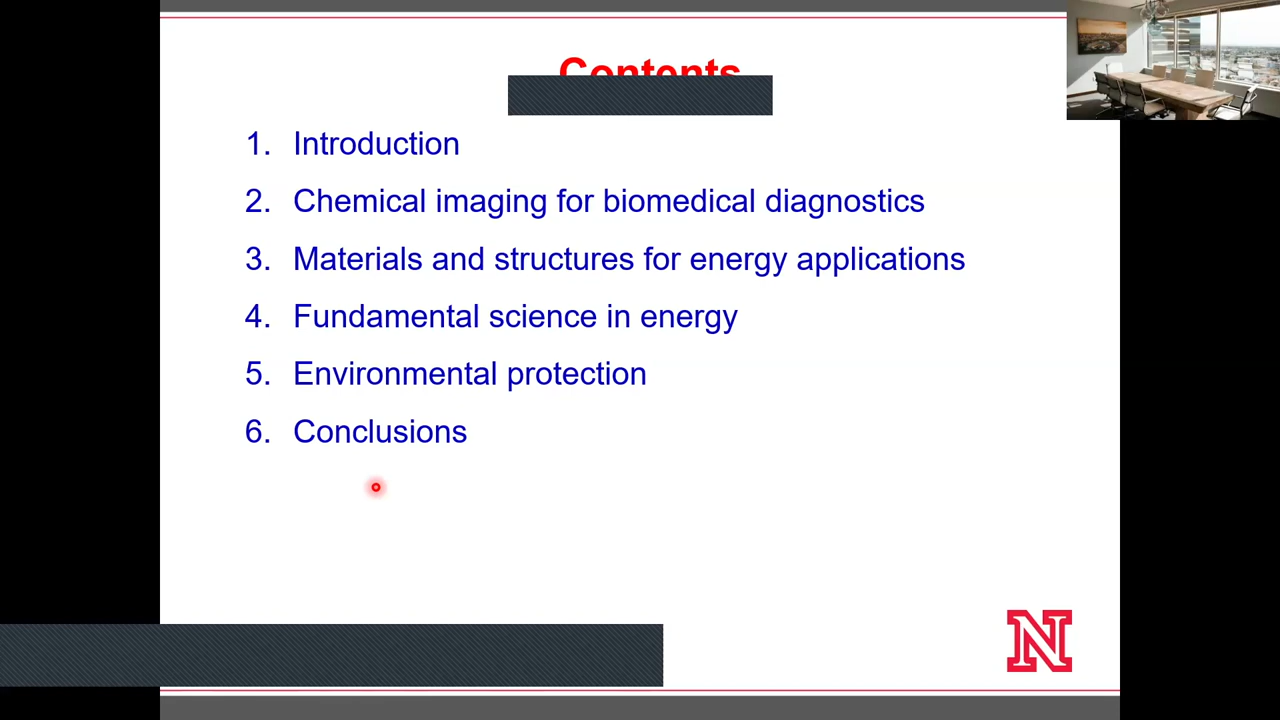 Contents
1. Introduction
2. Chemical imaging for biomedical diagnostics
3. Materials and structures for energy applications
4. Fundamental science in energy
5. Environmental protection
6. Conclusions
N